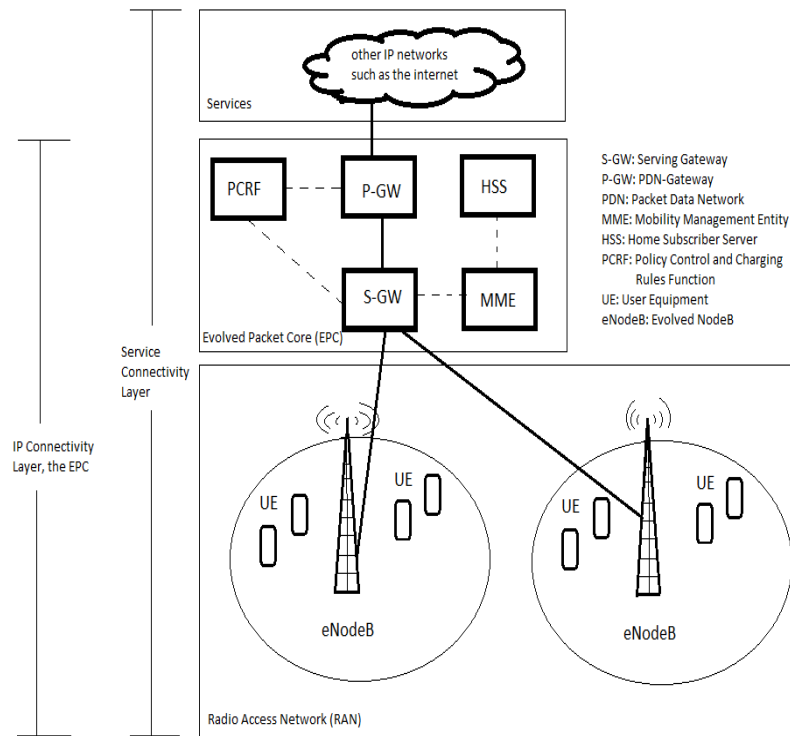 other IP networks
such as the internet
Services
PCRF
P-GW
HSS
S-GW
MME
Evolved Packet Core (EPC)
S-GW: Serving Gateway
P-GW: PDN-Gateway
PDN: Packet Data Network
MME: Mobility Management Entity
HSS: Home Subscriber Server
PCRF: Policy Control and Charging
Rules Function
UE: User Equipment
eNodeB: Evolved NodeB
Service
Connectivity
Layer
IP Connectivity
Layer, the EPC
UE
UE
eNodeB
UE
UE
eNodeB
Radio Access Network (RAN)